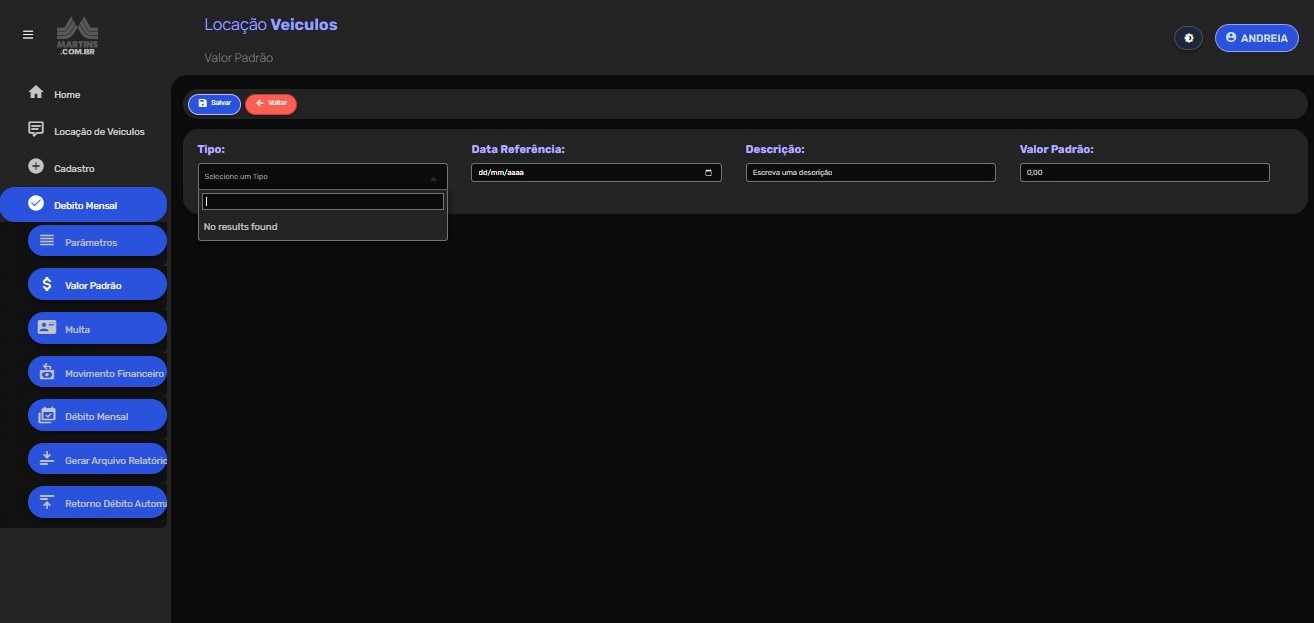 MARTINS
.COM.BR
Locação Veiculos
Valor Padrão
ANDREIA
Home
Locação de Veiculos
Cadastro
Debito Mensal
Parâmetros
Valor Padrão
Multa
Movimento Financeiro
Débito Mensal
Gerar Arquivo Relatório
Retorno Débito Automa
Salvar
Voltar
Tipo:
Selecione um Tipo
No results found
Data Referência:
dd/mm/aaaa
Descrição:
Escreva uma descrição
Valor Padrão:
0,00